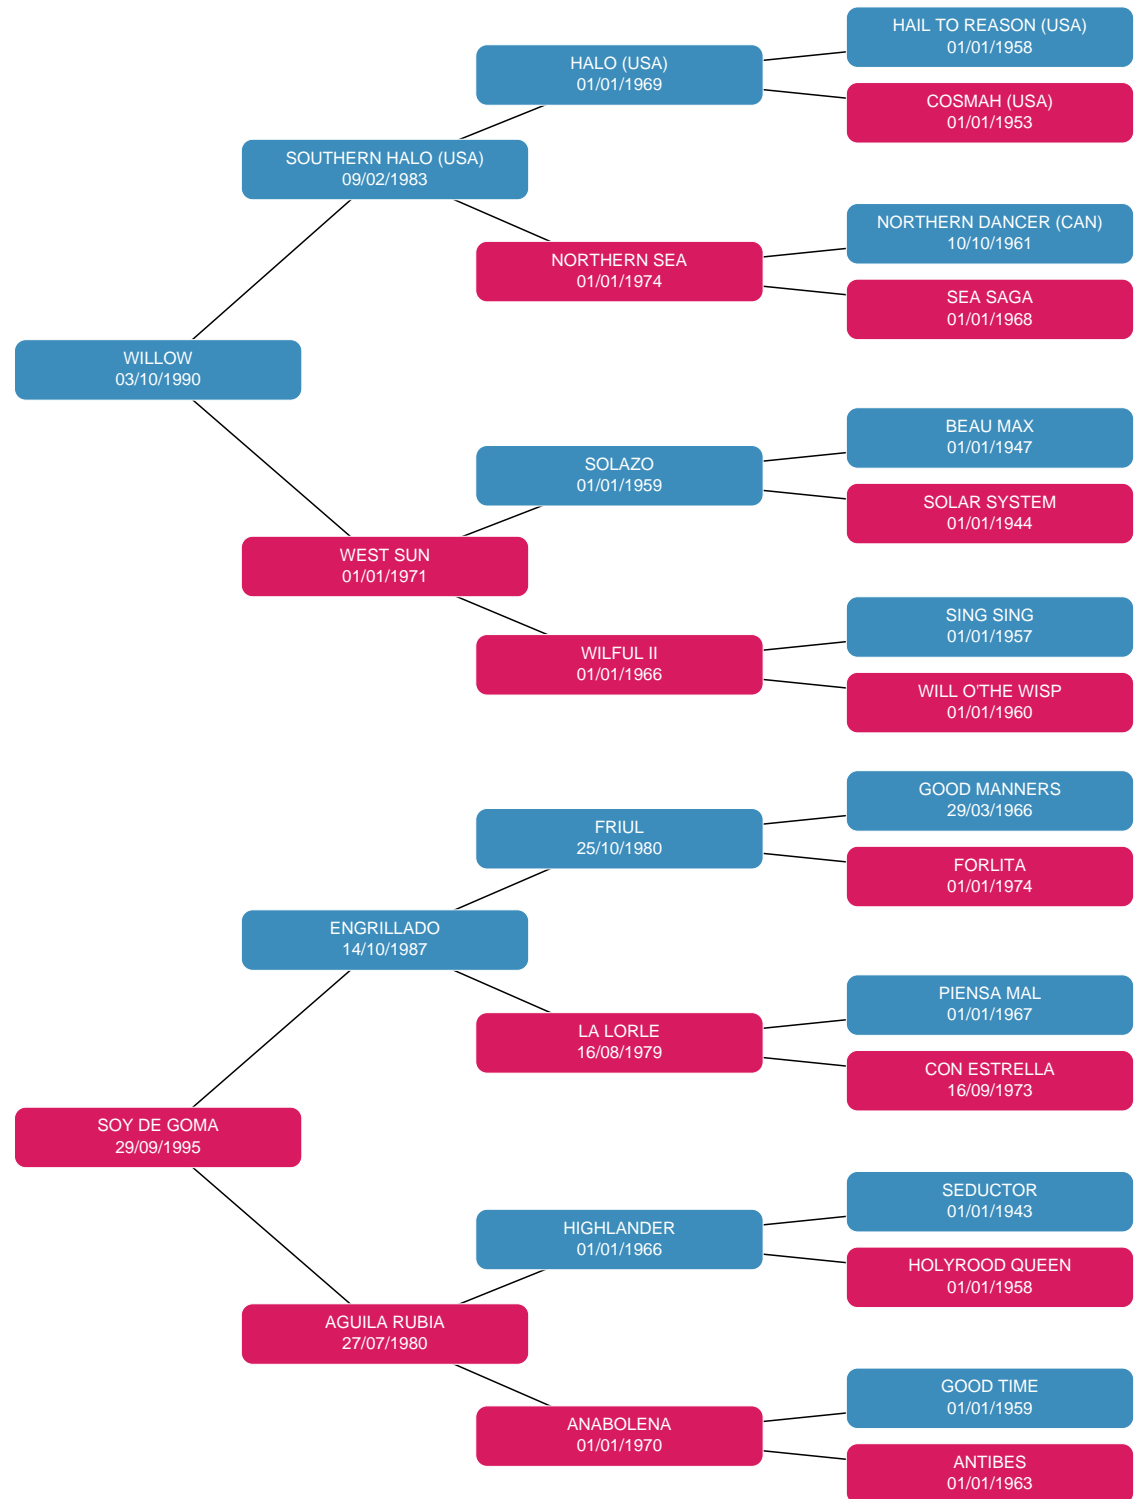 HAIL TO REASON (USA)
01/01/1958
HALO (USA)
01/01/1969
COSMAH (USA)
01/01/1953
SOUTHERN HALO (USA)
09/02/1983
NORTHERN DANCER (CAN)
10/10/1961
NORTHERN SEA
01/01/1974
SEA SAGA
01/01/1968
WILLOW
03/10/1990
BEAU MAX
01/01/1947
SOLAZO
01/01/1959
SOLAR SYSTEM
01/01/1944
WEST SUN
01/01/1971
SING SING
01/01/1957
WILFUL II
01/01/1966
WILL O'THE WISP
01/01/1960
GOOD MANNERS
29/03/1966
FRIUL
25/10/1980
FORLITA
01/01/1974
ENGRILLADO
14/10/1987
PIENSA MAL
01/01/1967
LA LORLE
16/08/1979
CON ESTRELLA
16/09/1973
SOY DE GOMA
29/09/1995
SEDUCTOR
01/01/1943
HIGHLANDER
01/01/1966
HOLYROOD QUEEN
01/01/1958
AGUILA RUBIA
27/07/1980
GOOD TIME
01/01/1959
ANABOLENA
01/01/1970
ANTIBES
01/01/1963